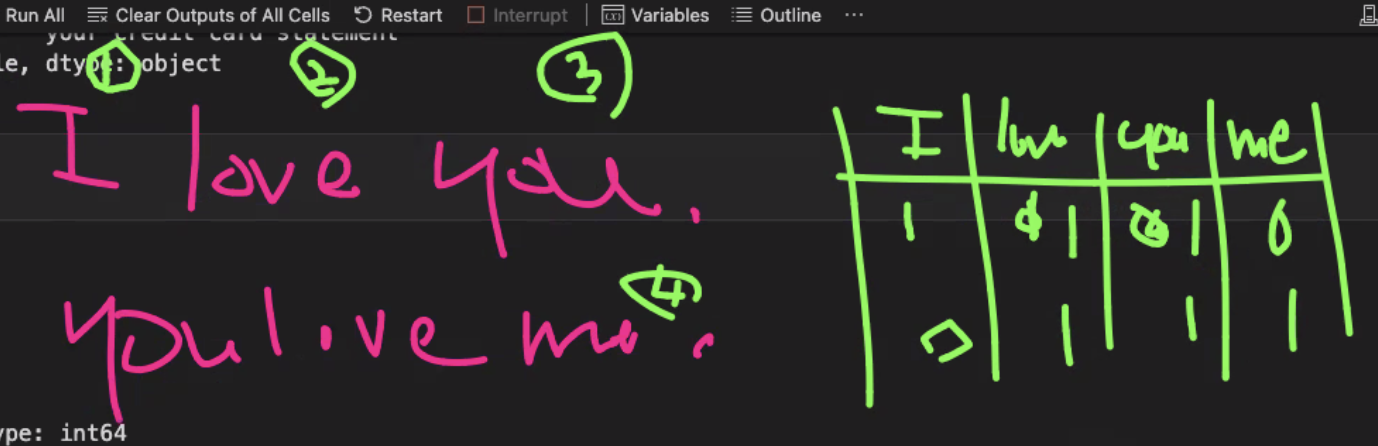 Run All Clear Outputs of All Cells Restart Interrupt Variables Outline ...
your credit card statement
le, dtype: object
1 2 3
I love you.
4
you love me.
I love you me
1 0 1 0 1 0
0 1 1 1
ype: int64